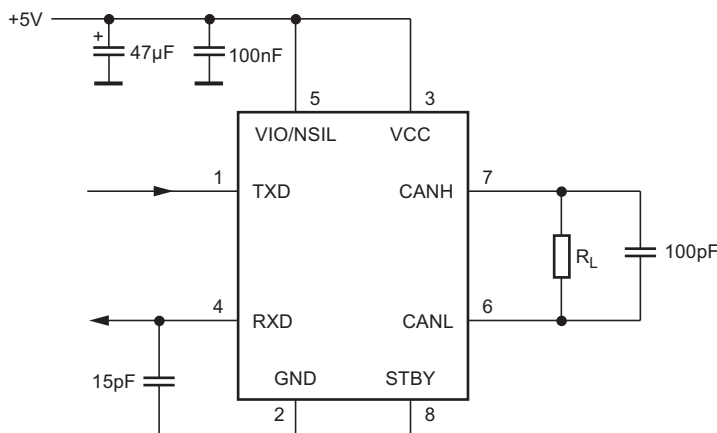 +5V
+
47µF
100nF
5
3
VIO/NSIL
VCC
1
7
TXD
CANH
RL
100pF
4
6
RXD
CANL
15pF
GND
STBY
2
8